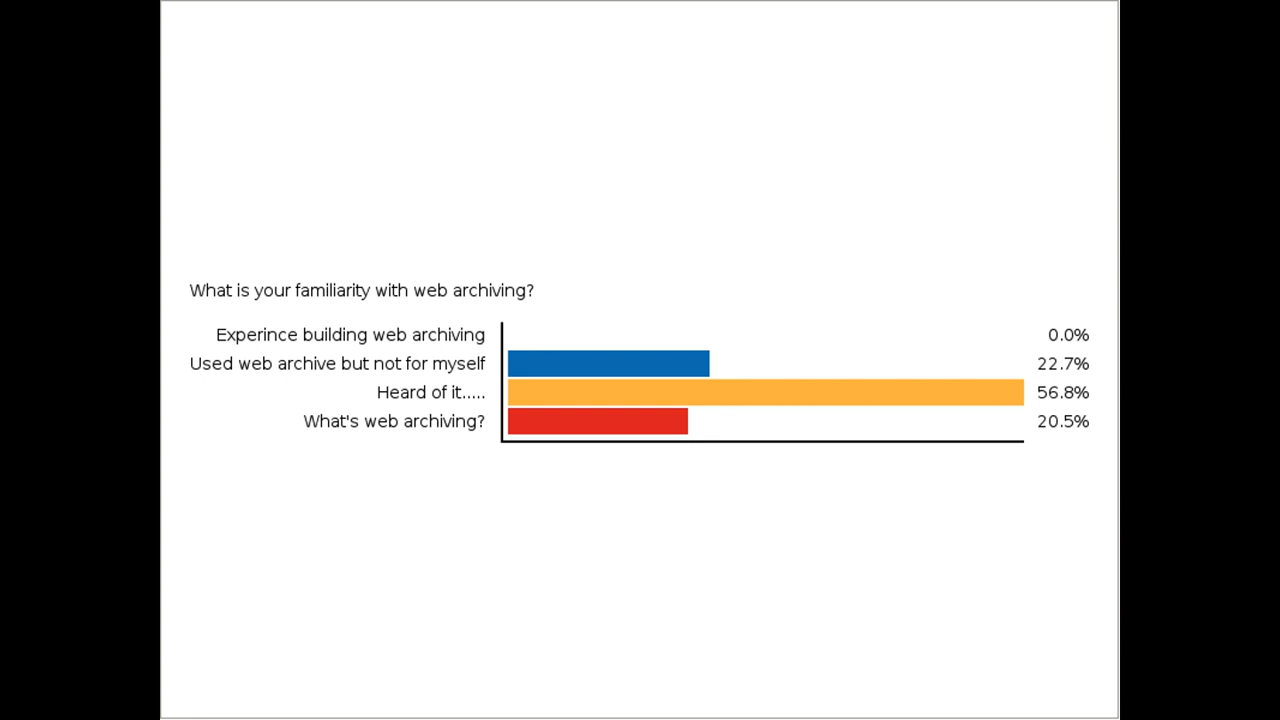 What is your familiarity with web archiving?
Experince building web archiving 0.0%
Used web archive but not for myself 22.7%
Heard of it..... 56.8%
What's web archiving? 20.5%